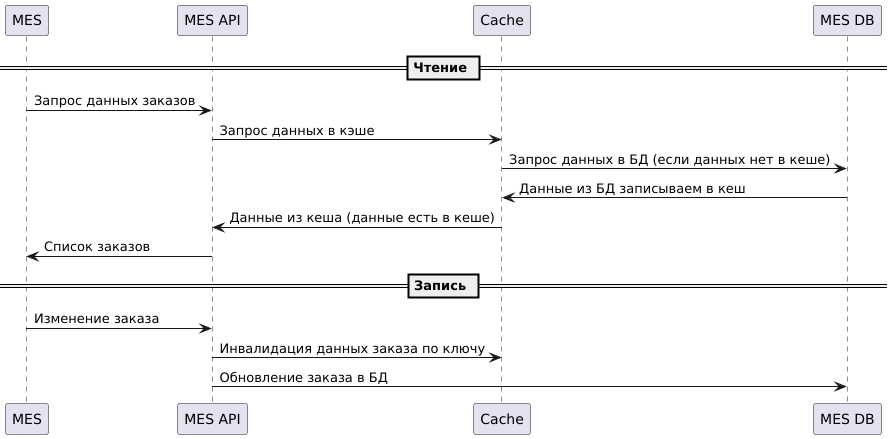 MES MES API Cache MES DB
Чтение
Запрос данных заказов
Запрос данных в кэше
Запрос данных в БД (если данных нет в кеше)
Данные из БД записываем в кеш
Данные из кеша (данные есть в кеше)
Список заказов
Запись
Изменение заказа
Инвалидация данных заказа по ключу
Обновление заказа в БД
MES MES API Cache MES DB